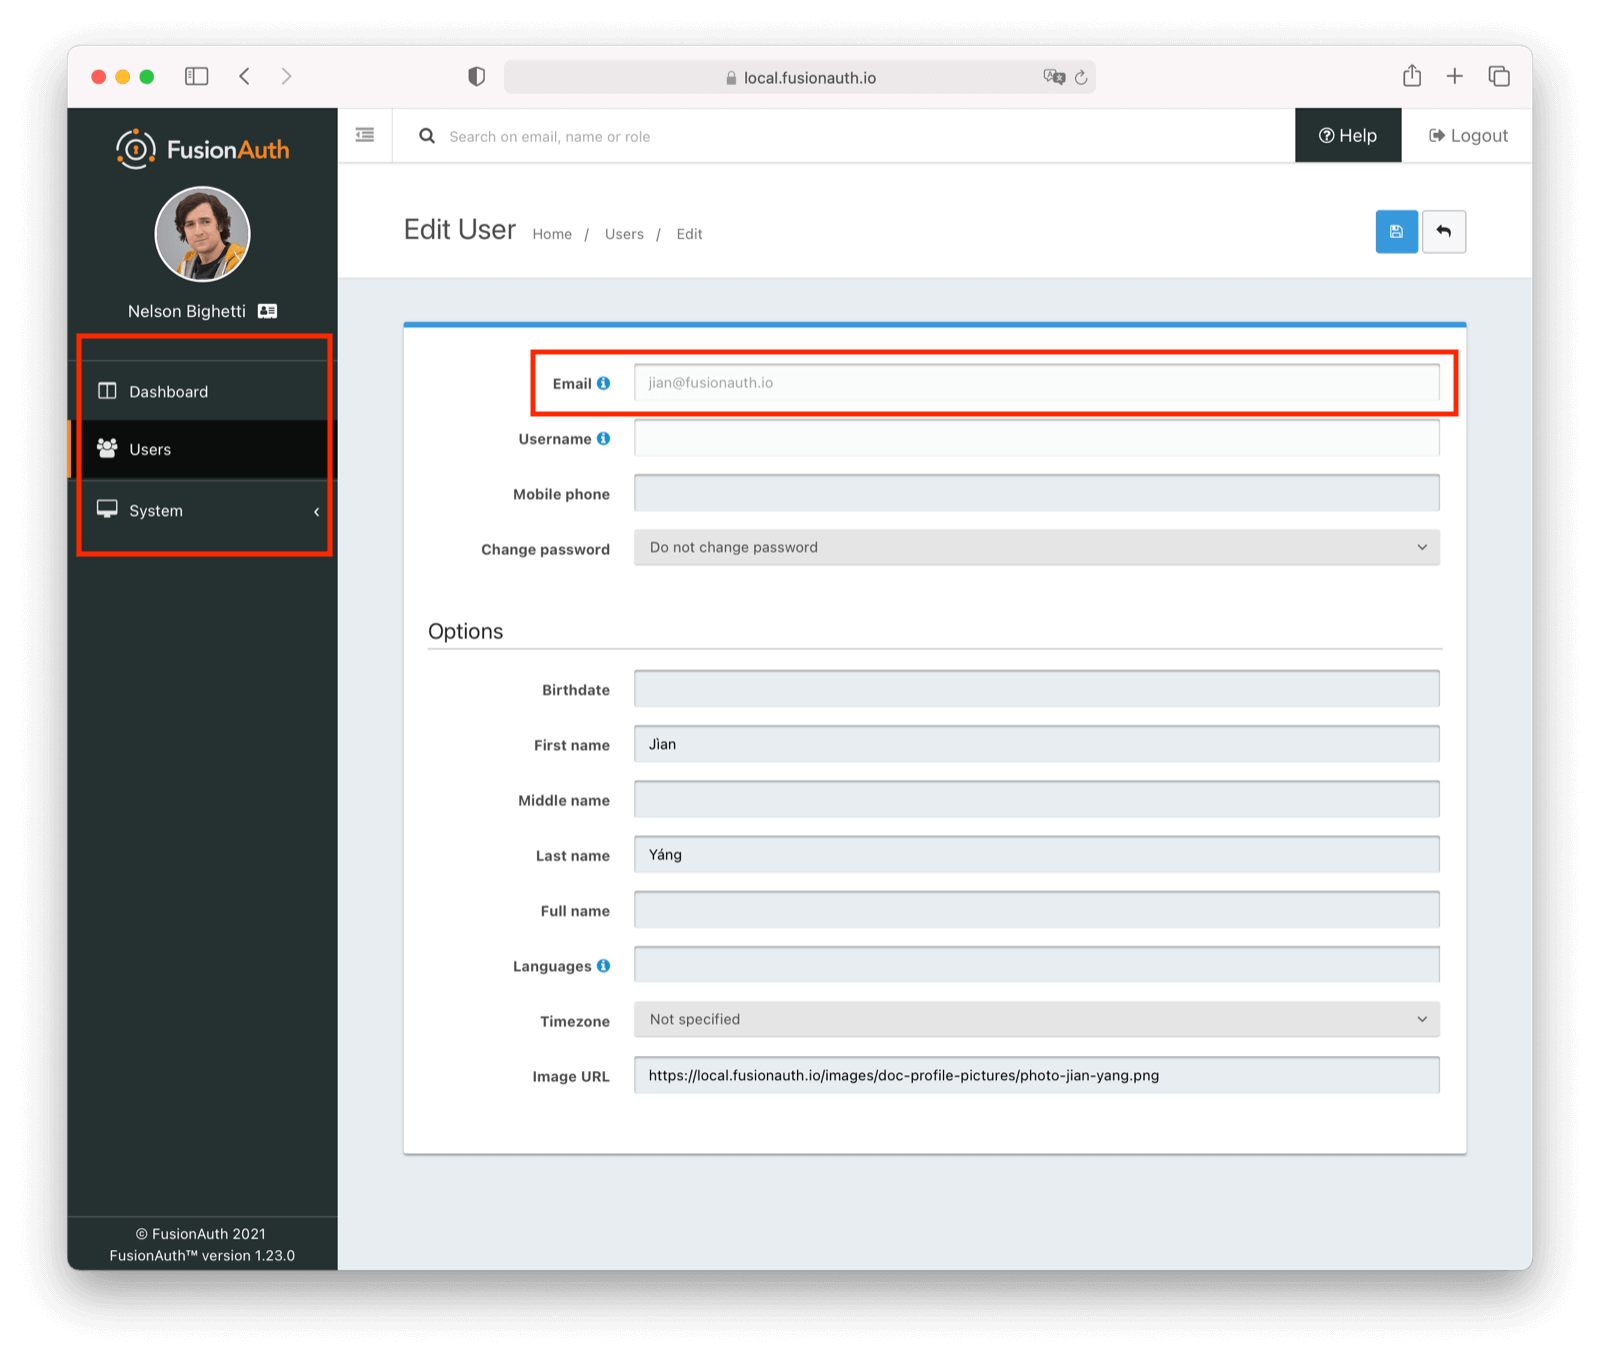 local.fusionauth.io
FusionAuth
Search on email, name or role
Help
Logout
Nelson Bighetti
Dashboard
Users
System
Edit User
Home / Users / Edit
Email
jian@fusionauth.io
Username
Mobile phone
Change password
Do not change password
Options
Birthdate
First name
Jìan
Middle name
Last name
Yáng
Full name
Languages
Timezone
Not specified
Image URL
https://local.fusionauth.io/images/doc-profile-pictures/photo-jian-yang.png
© FusionAuth 2021
FusionAuth™ version 1.23.0